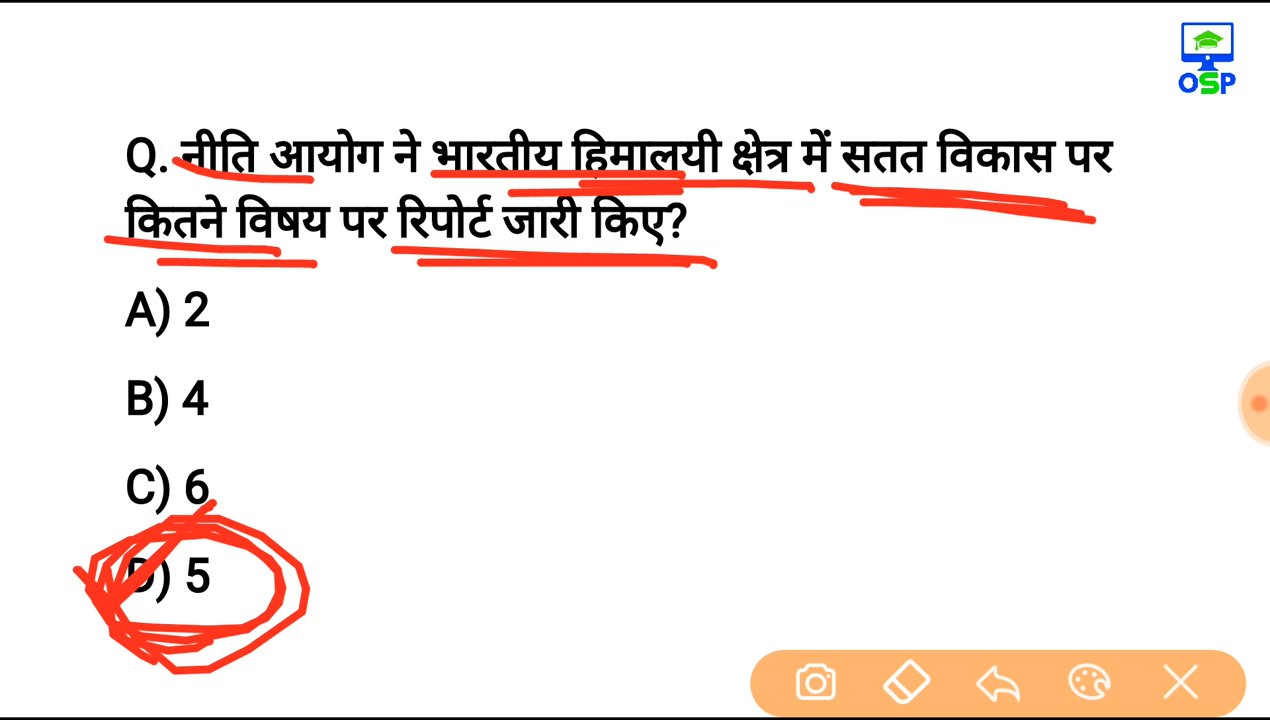 OSP
Q. नीति आयोग ने भारतीय हिमालयी क्षेत्र में सतत विकास पर
कितने विषय पर रिपोर्ट जारी किए?
A) 2
B) 4
C) 6
D) 5